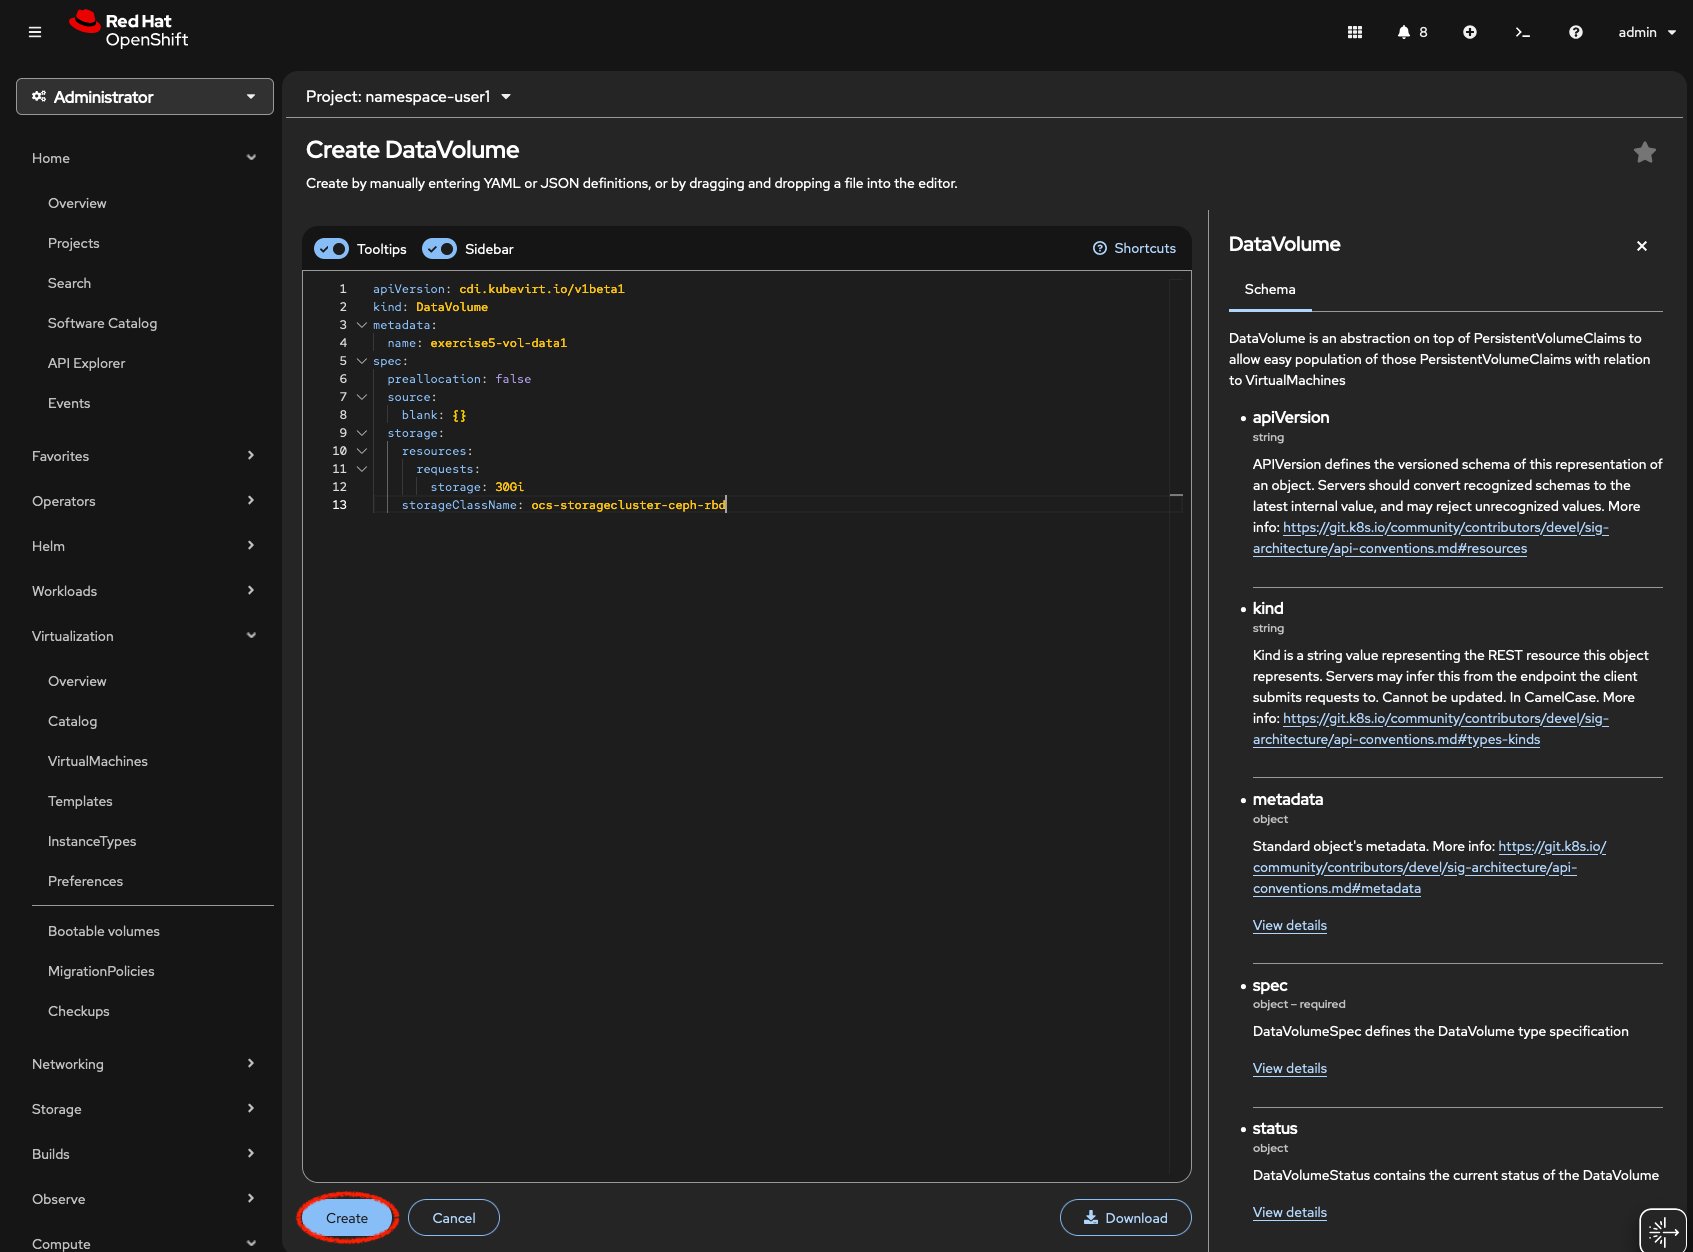 Red Hat
OpenShift
8
admin
Administrator
Home
Overview
Projects
Search
Software Catalog
API Explorer
Events
Favorites
Operators
Helm
Workloads
Virtualization
Overview
Catalog
VirtualMachines
Templates
InstanceTypes
Preferences
Bootable volumes
MigrationPolicies
Checkups
Networking
Storage
Builds
Observe
Compute
Project: namespace-user1
Create DataVolume
Create by manually entering YAML or JSON definitions, or by dragging and dropping a file into the editor.
Tooltips
Sidebar
Shortcuts
1 apiVersion: cdi.kubevirt.io/v1beta1
2 kind: DataVolume
3 metadata:
4 name: exercise5-vol-data1
5 spec:
6 preallocation: false
7 source:
8 blank: {}
9 storage:
10 resources:
11 requests:
12 storage: 30Gi
13 storageClassName: ocs-storagecluster-ceph-rbd
Create
Cancel
Download
DataVolume
Schema
DataVolume is an abstraction on top of PersistentVolumeClaims to
allow easy population of those PersistentVolumeClaims with relation
to VirtualMachines
• apiVersion
string
APIVersion defines the versioned schema of this representation of
an object. Servers should convert recognized schemas to the
latest internal value, and may reject unrecognized values. More
info: https://git.k8s.io/community/contributors/devel/sig-
architecture/api-conventions.md#resources
• kind
string
Kind is a string value representing the REST resource this object
represents. Servers may infer this from the endpoint the client
submits requests to. Cannot be updated. In CamelCase. More
info: https://git.k8s.io/community/contributors/devel/sig-
architecture/api-conventions.md#types-kinds
• metadata
object
Standard object's metadata. More info: https://git.k8s.io/
community/contributors/devel/sig-architecture/api-
conventions.md#metadata
View details
• spec
object – required
DataVolumeSpec defines the DataVolume type specification
View details
• status
object
DataVolumeStatus contains the current status of the DataVolume
View details